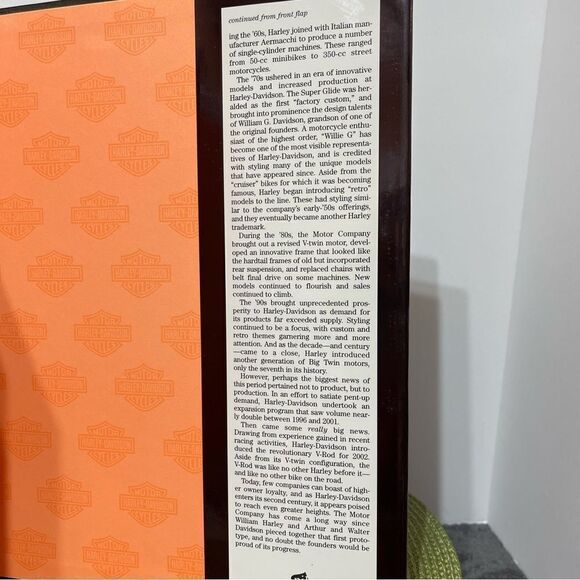 continued from front flap
ing the '60s, Harley joined with Italian man-
ufacturer Aermacchi to produce a number
of single-cylinder machines. These ranged
from 50-cc minibikes to 350-cc street
motorcycles.
The '70s ushered in an era of innovative
models and increased production at
Harley-Davidson. The Super Glide was her-
alded as the first "factory custom," and
brought into prominence the design talents
of William G. Davidson, grandson of one of
the original founders. A motorcycle enthu-
siast of the highest order, "Willie G" has
become one of the most visible representa-
tives of Harley-Davidson, and is credited
with styling many of the unique models
that have appeared since. Aside from the
"cruiser" bikes for which it was becoming
famous, Harley began introducing "retro"
models to the line. These had styling simi-
lar to the company's early-'50s offerings,
and they eventually became another Harley
trademark.
During the '80s, the Motor Company
brought out a revised V-twin motor, devel-
oped an innovative frame that looked like
the hardtail frames of old but incorporated
rear suspension, and replaced chains with
belt final drive on some machines. New
models continued to flourish and sales
continued to climb.
The '90s brought unprecedented pros-
perity to Harley-Davidson as demand for
its products far exceeded supply. Styling
continued to be a focus, with custom and
retro themes garnering more and more
attention. And as the decade—and century
—came to a close, Harley introduced
another generation of Big Twin motors,
only the seventh in its history.
However, perhaps the biggest news of
this period pertained not to product, but to
production. In an effort to satiate pent-up
demand, Harley-Davidson undertook an
expansion program that saw volume near-
ly double between 1996 and 2001.
Then came some really big news.
Drawing from experience gained in recent
racing activities, Harley-Davidson intro-
duced the revolutionary V-Rod for 2002.
Aside from its V-twin configuration, the
V-Rod was like no other Harley before it—
and like no other bike on the road.
Today, few companies can boast of high-
er owner loyalty, and as Harley-Davidson
enters its second century, it appears poised
to reach even greater heights. The Motor
Company has come a long way since
William Harley and Arthur and Walter
Davidson pieced together that first proto-
type, and no doubt the founders would be
proud of its progress.
MOTOR
HARLEY-DAVIDSON
CYCLES